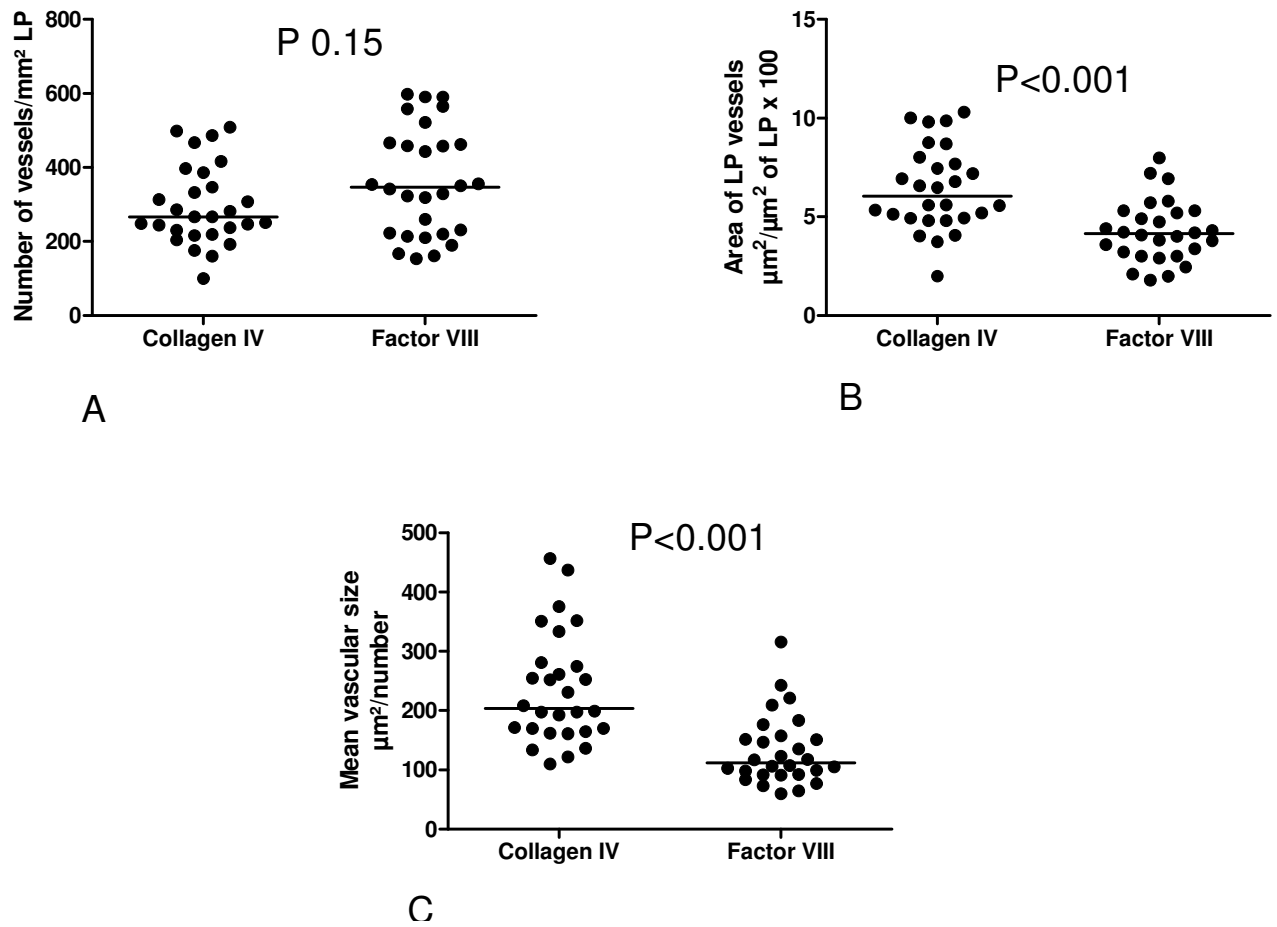 Number of vessels/mm² LP
800
600
400
200
0
P 0.15
Collagen IV
Factor VIII
A
Area of LP vessels
µm²/µm² of LP x 100
15
10
5
0
P<0.001
Collagen IV
Factor VIII
B
Mean vascular size
µm²/number
500
400
300
200
100
0
P<0.001
Collagen IV
Factor VIII
C